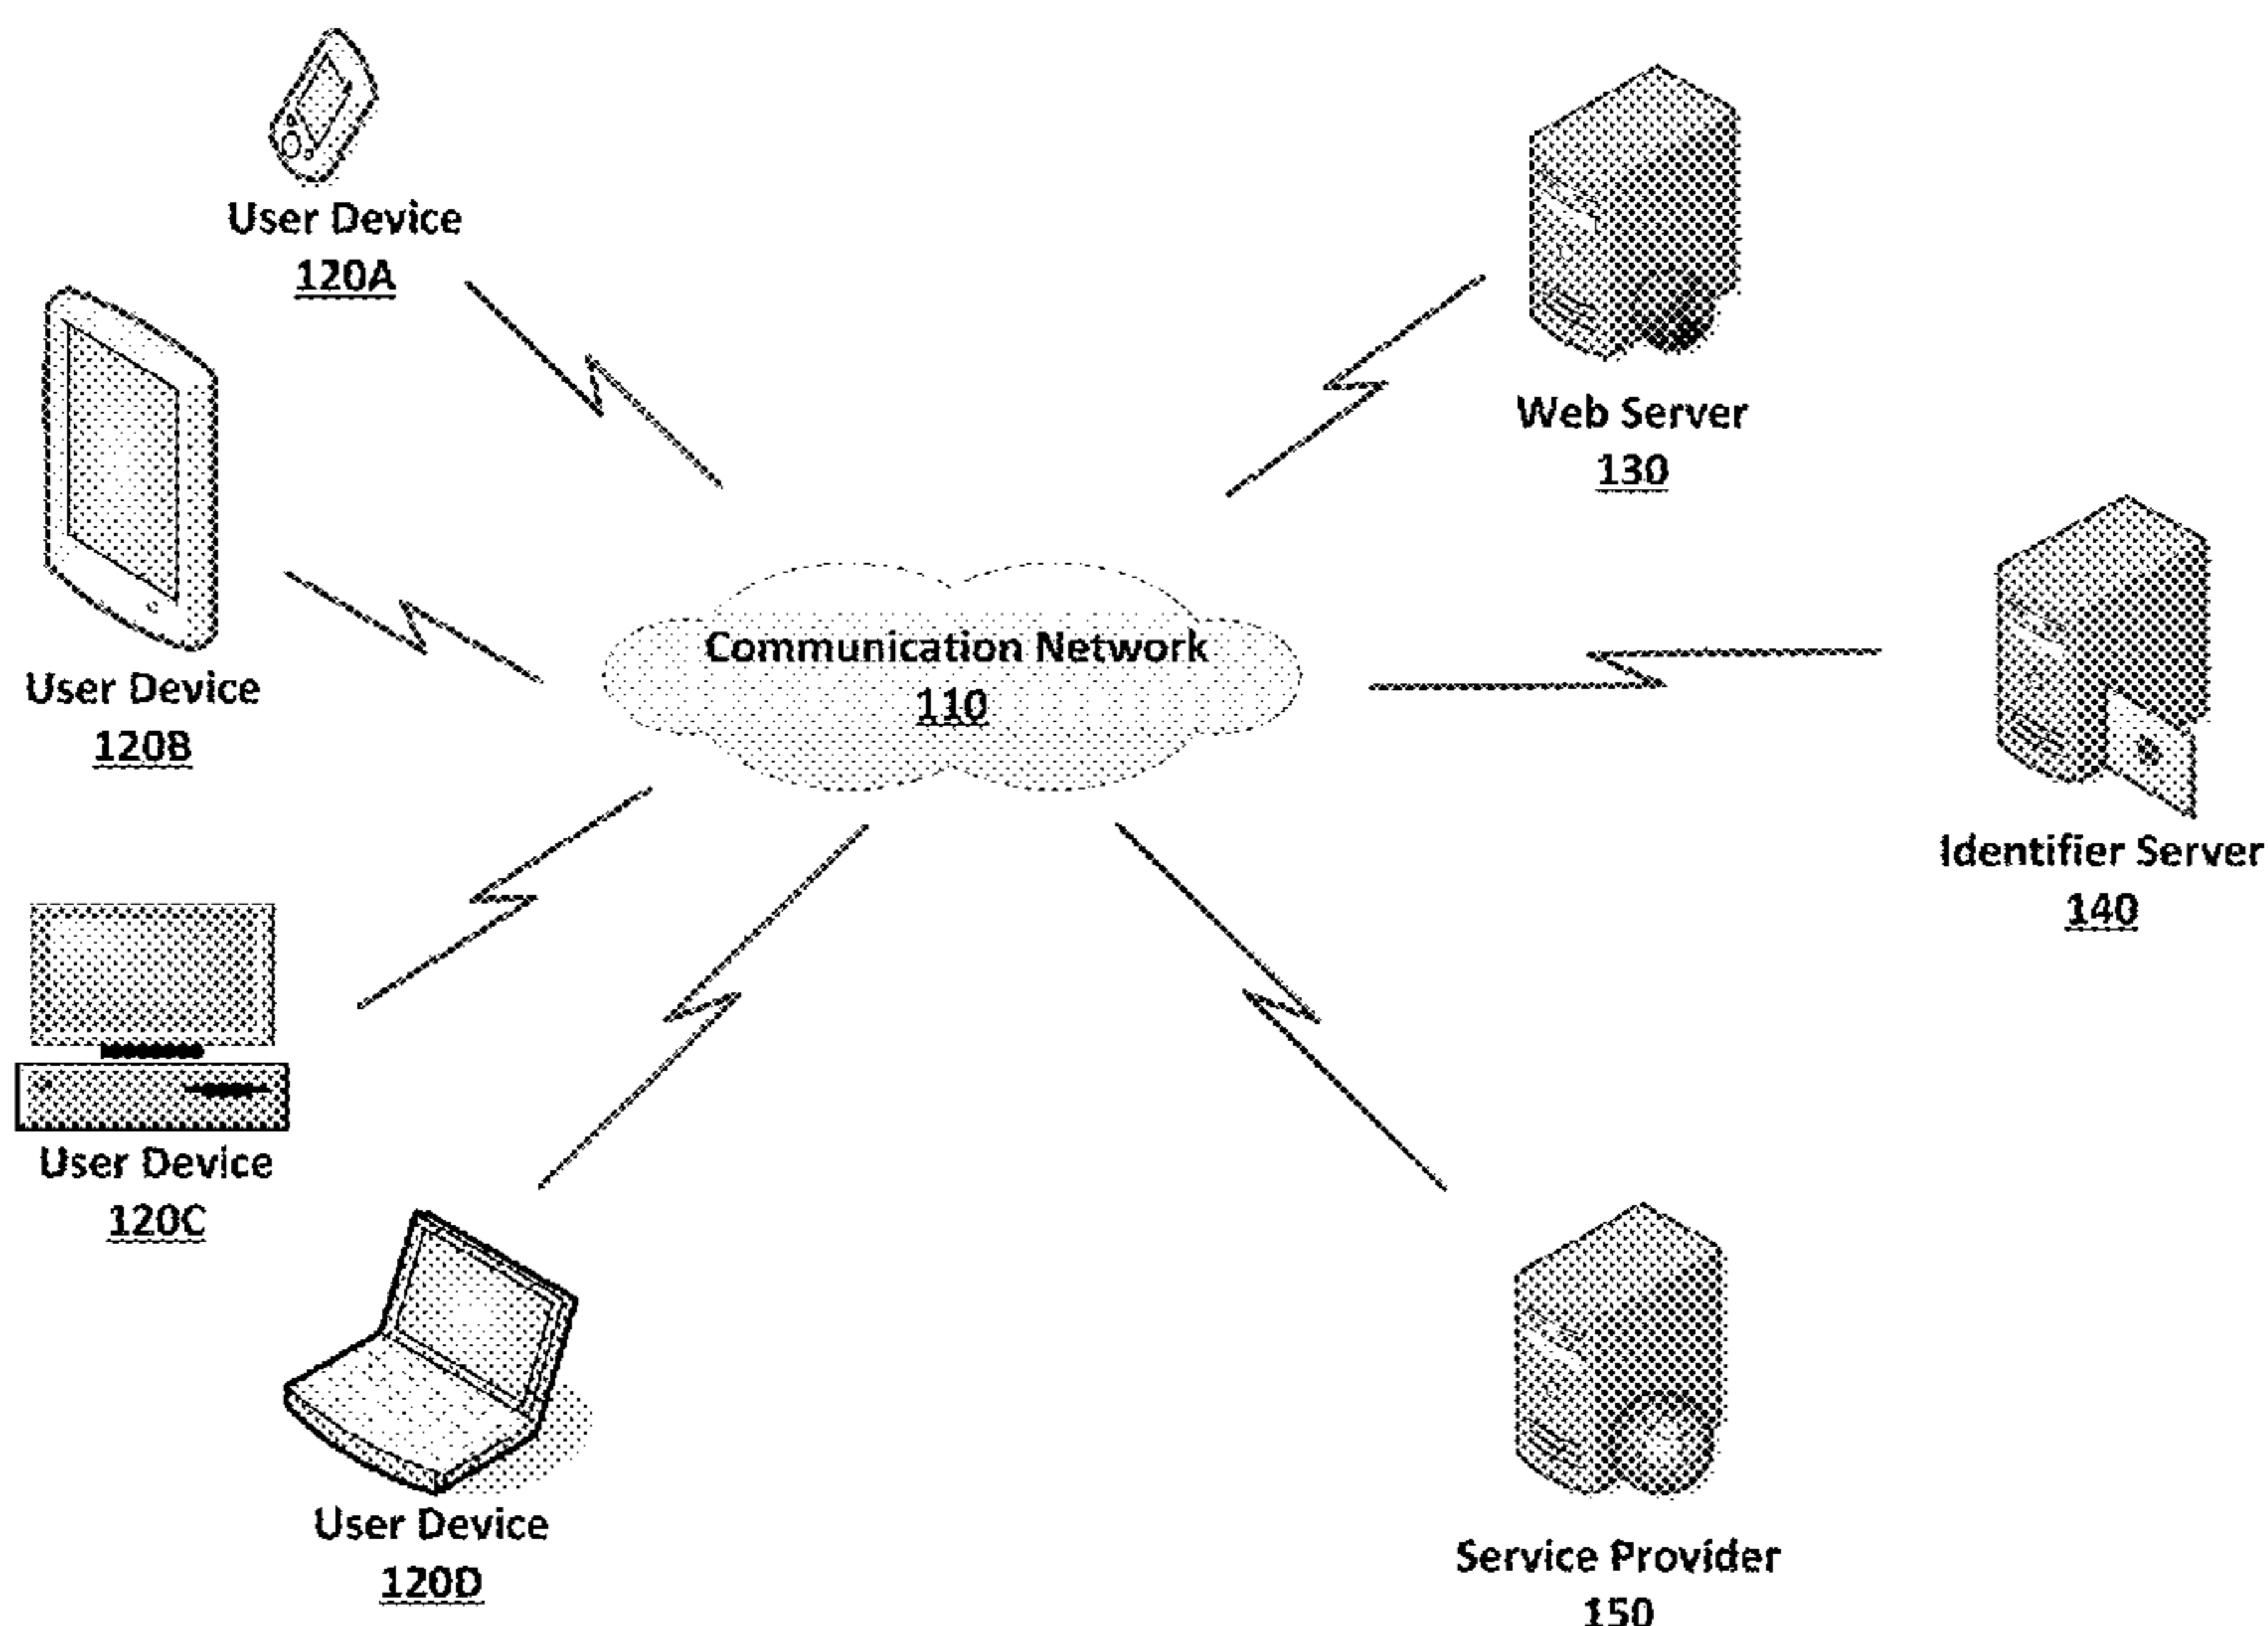 User Device
120A
Web Server
130
User Device
120B
Communication Network
110
Identifier Server
140
User Device
120C
User Device
120D
Service Provider
150